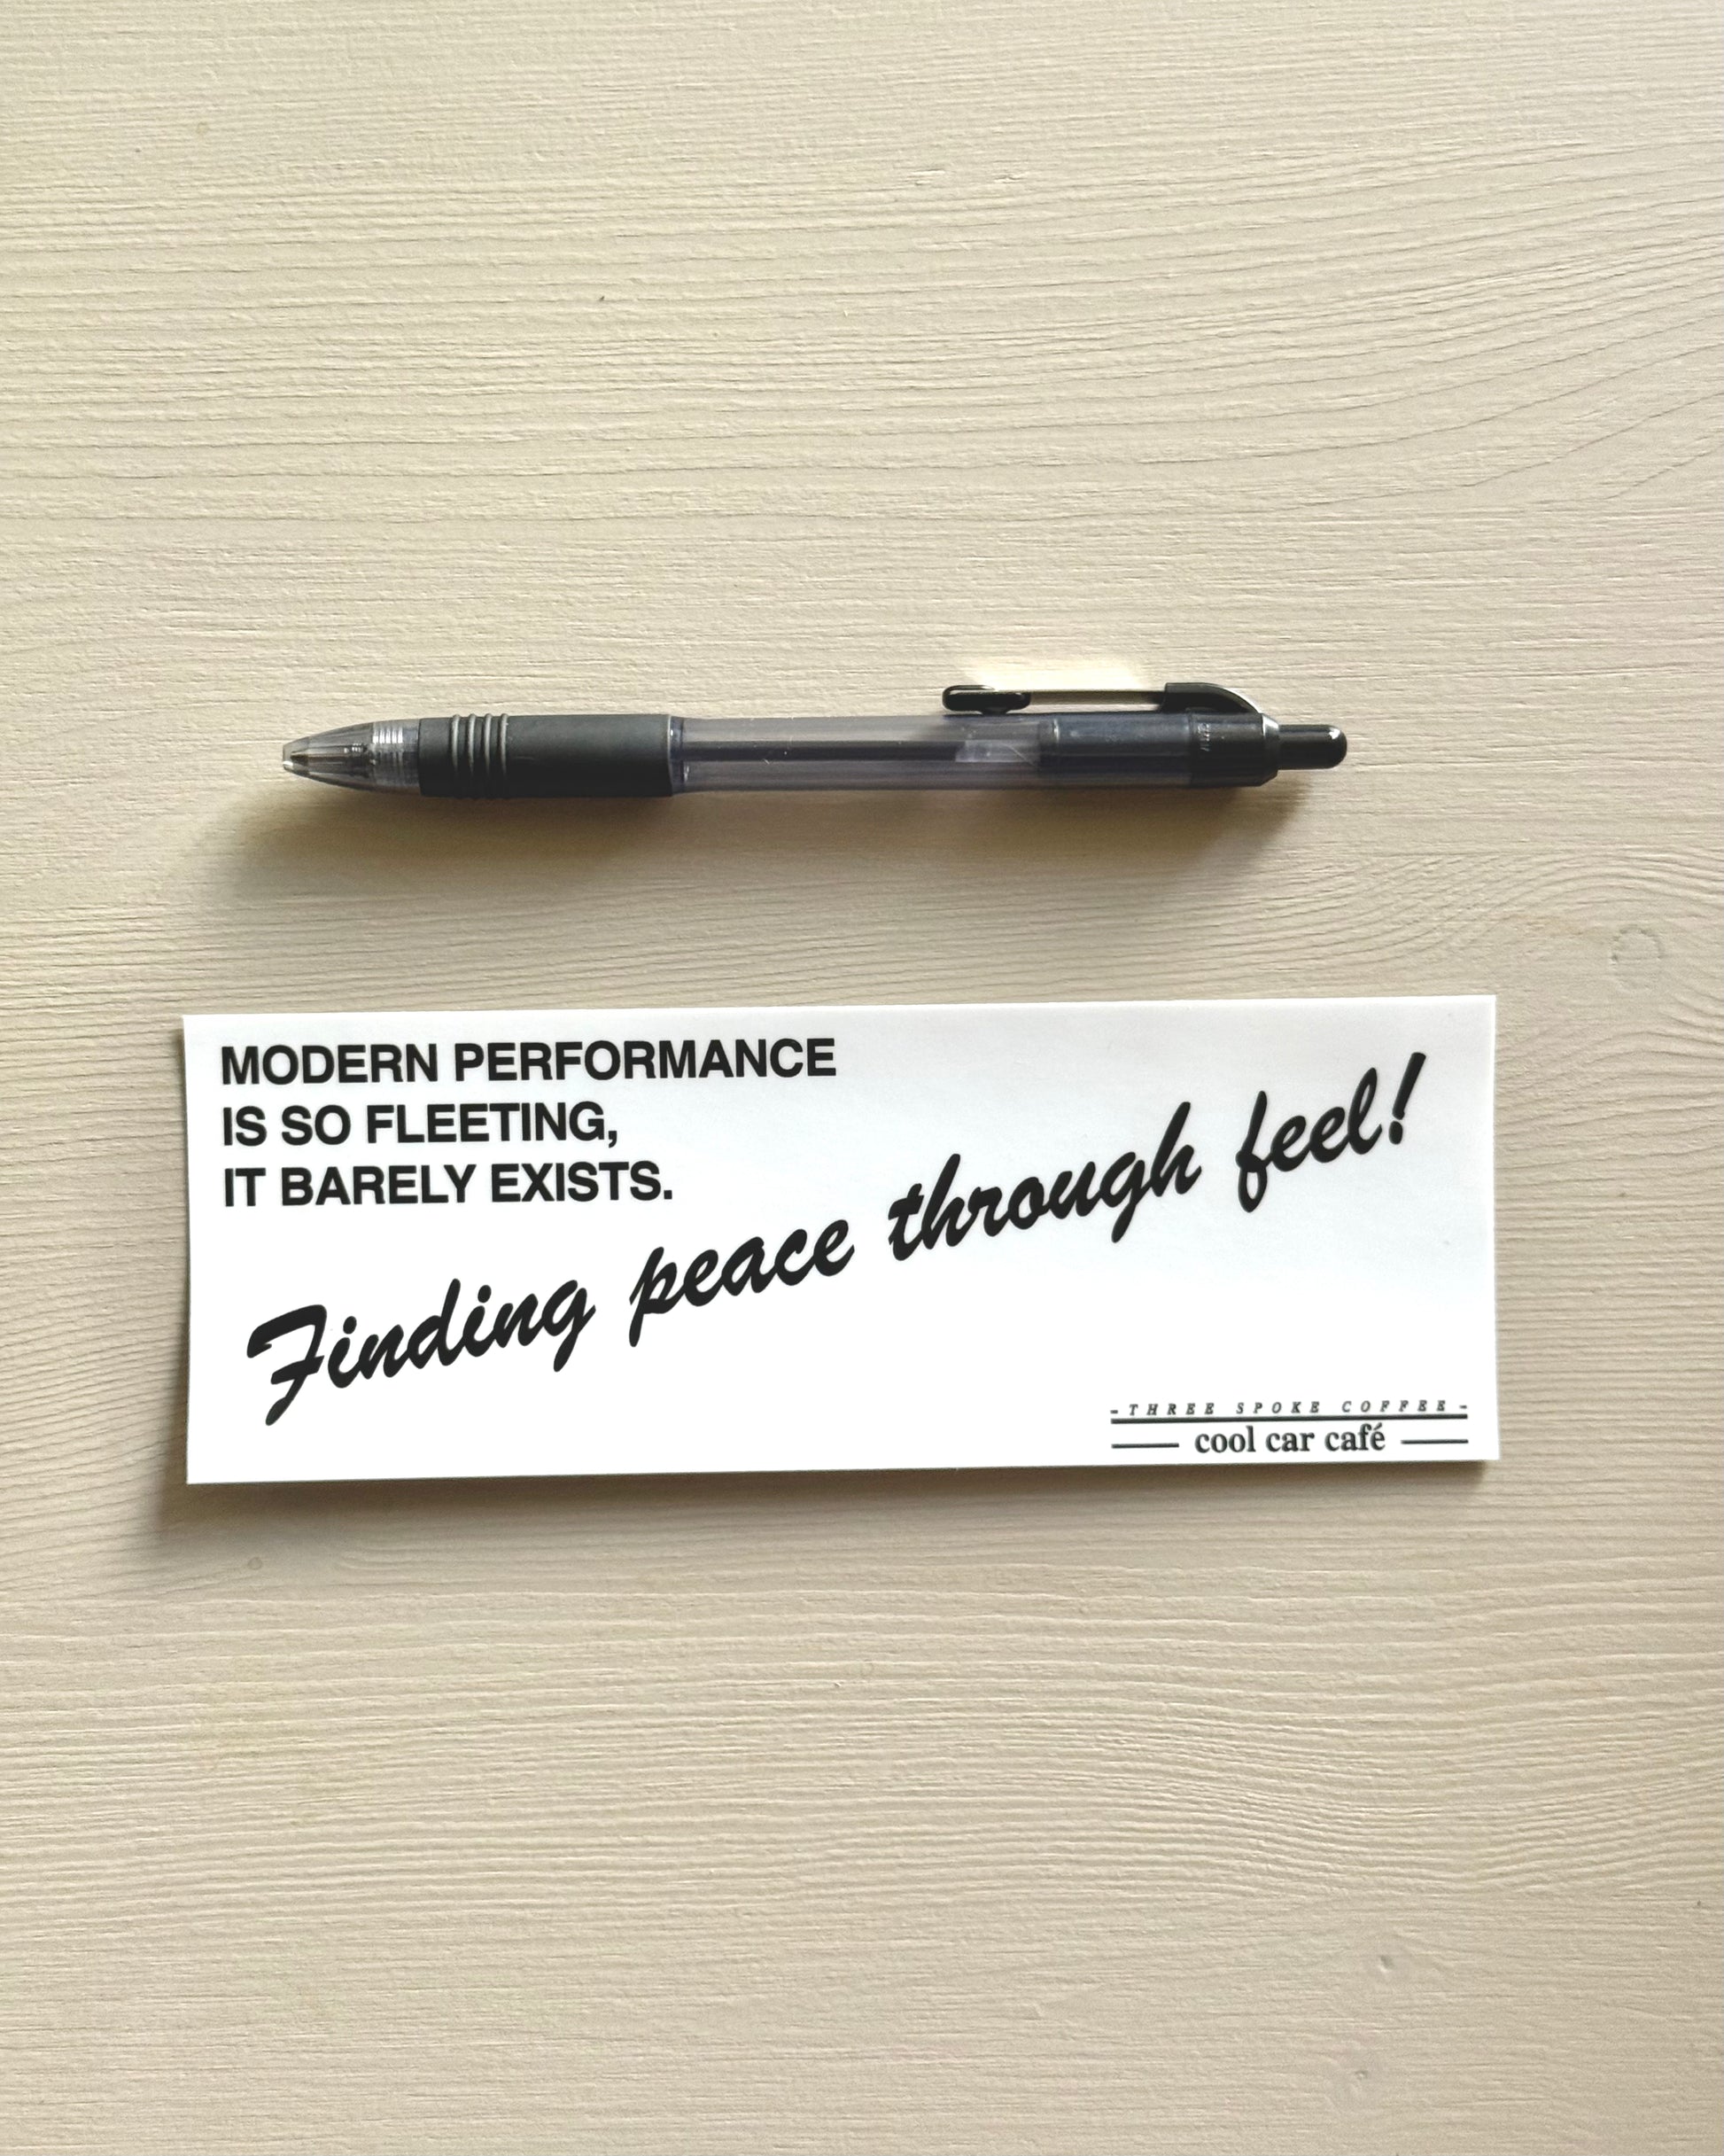 MODERN PERFORMANCE
IS SO FLEETING,
IT BARELY EXISTS.
Finding peace through feel!
-THREE SPOKE COFFEE-
cool car café